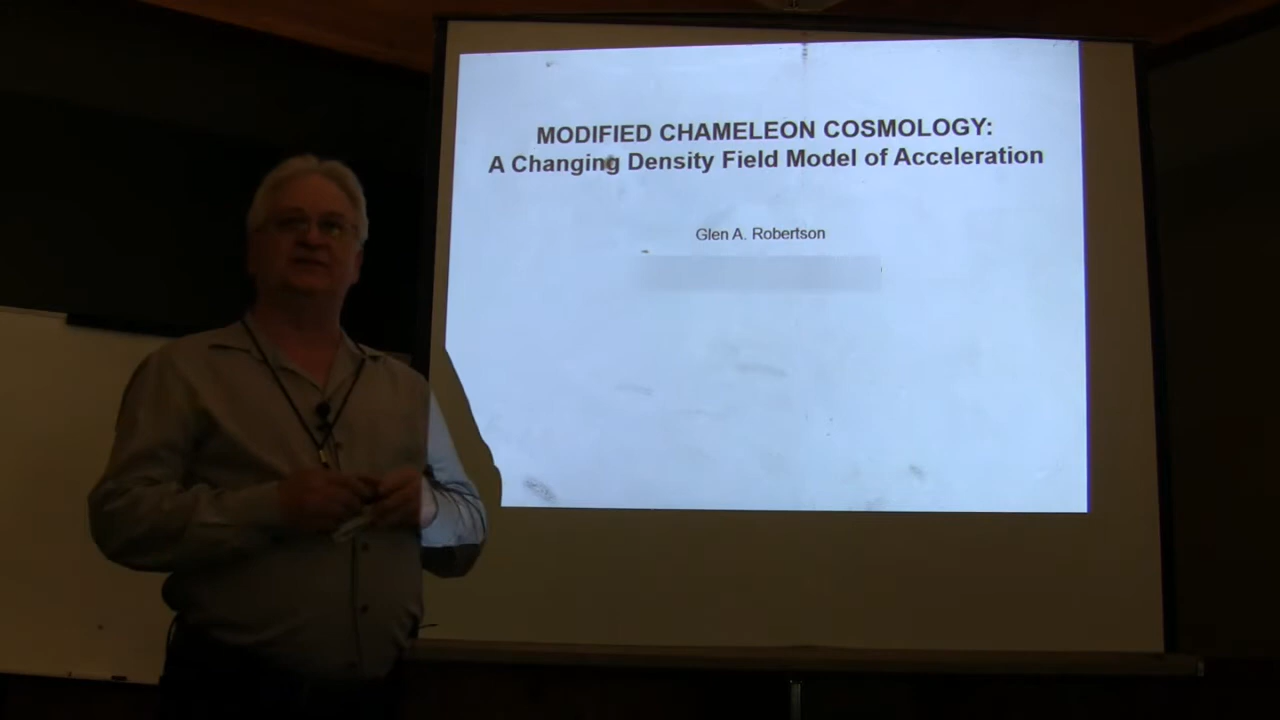 MODIFIED CHAMELEON COSMOLOGY:
A Changing Density Field Model of Acceleration
Glen A. Robertson